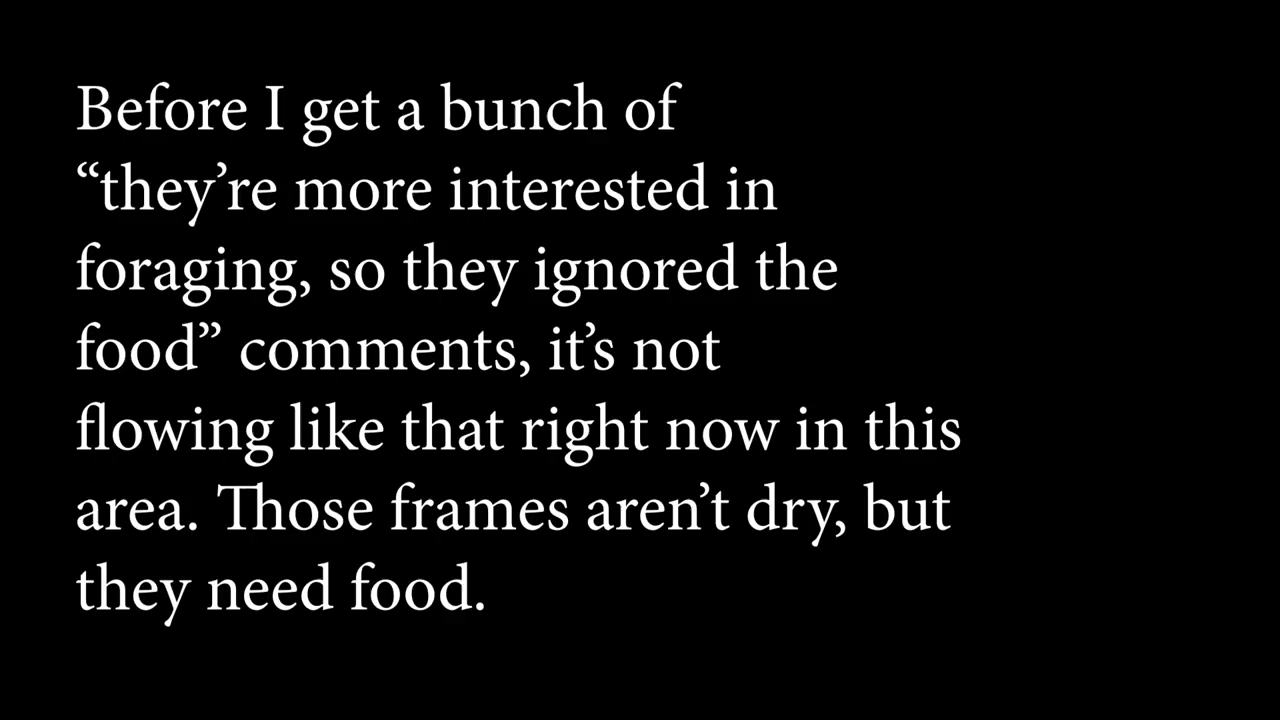 Before I get a bunch of
“they’re more interested in
foraging, so they ignored the
food” comments, it’s not
flowing like that right now in this
area. Those frames aren’t dry, but
they need food.